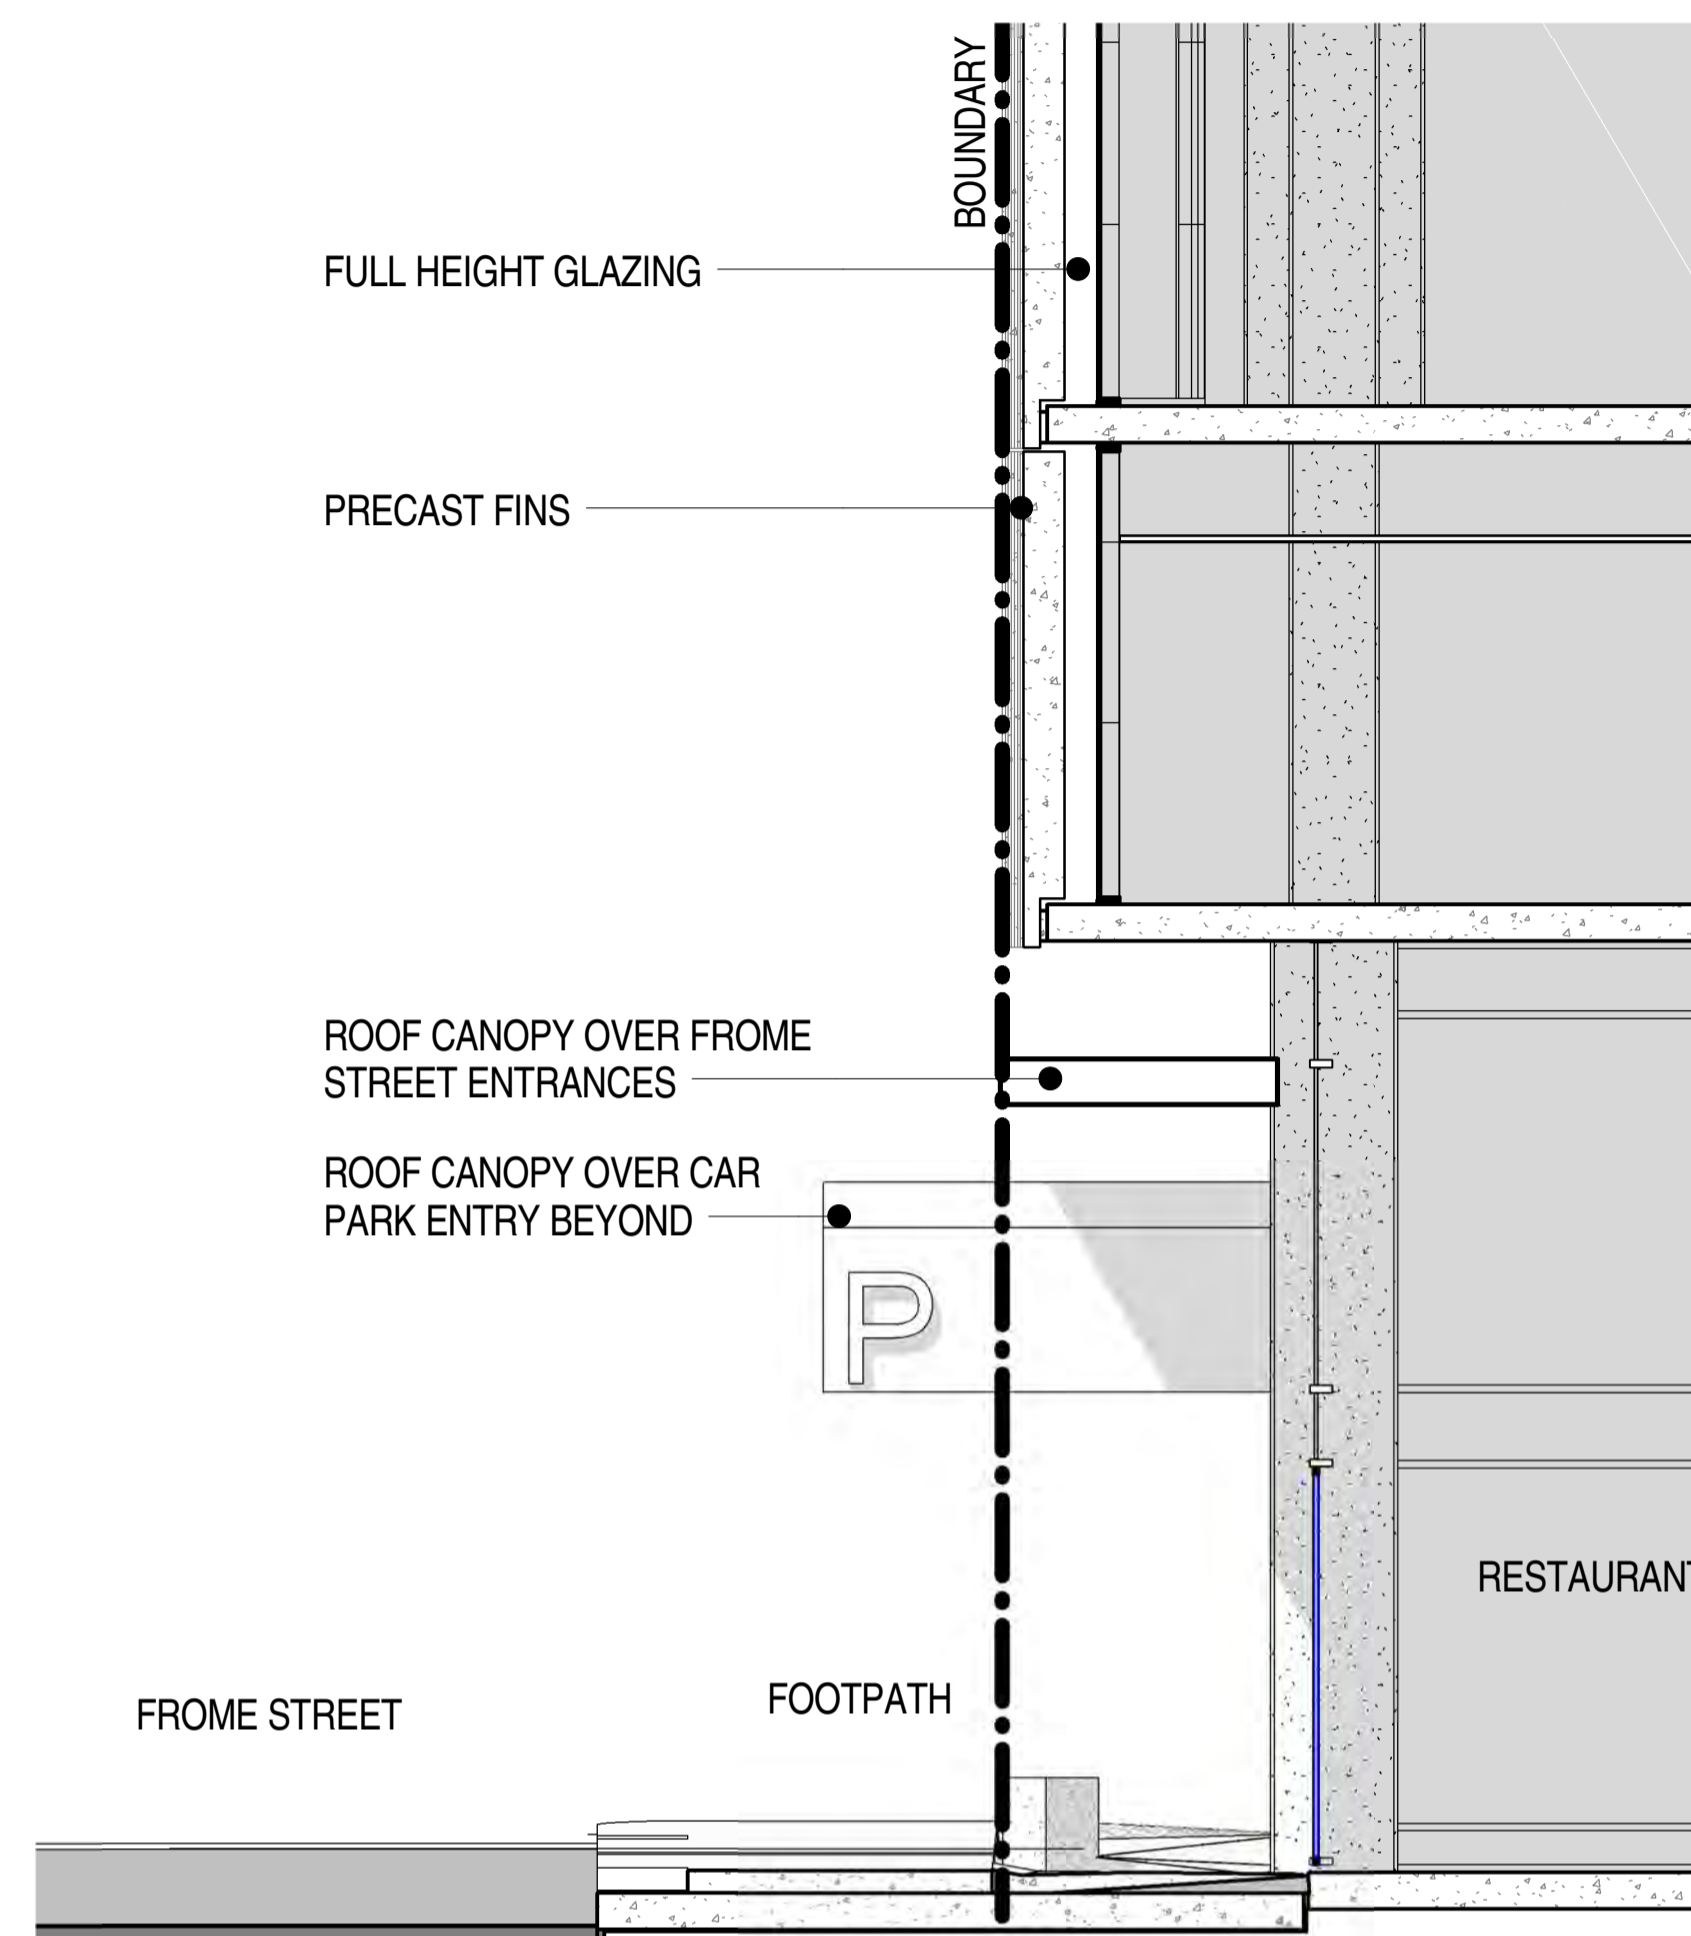 BOUNDARY
FULL HEIGHT GLAZING
PRECAST FINS
ROOF CANOPY OVER FROME
STREET ENTRANCES
ROOF CANOPY OVER CAR
PARK ENTRY BEYOND
P
RESTAURANT
FOOTPATH
FROME STREET